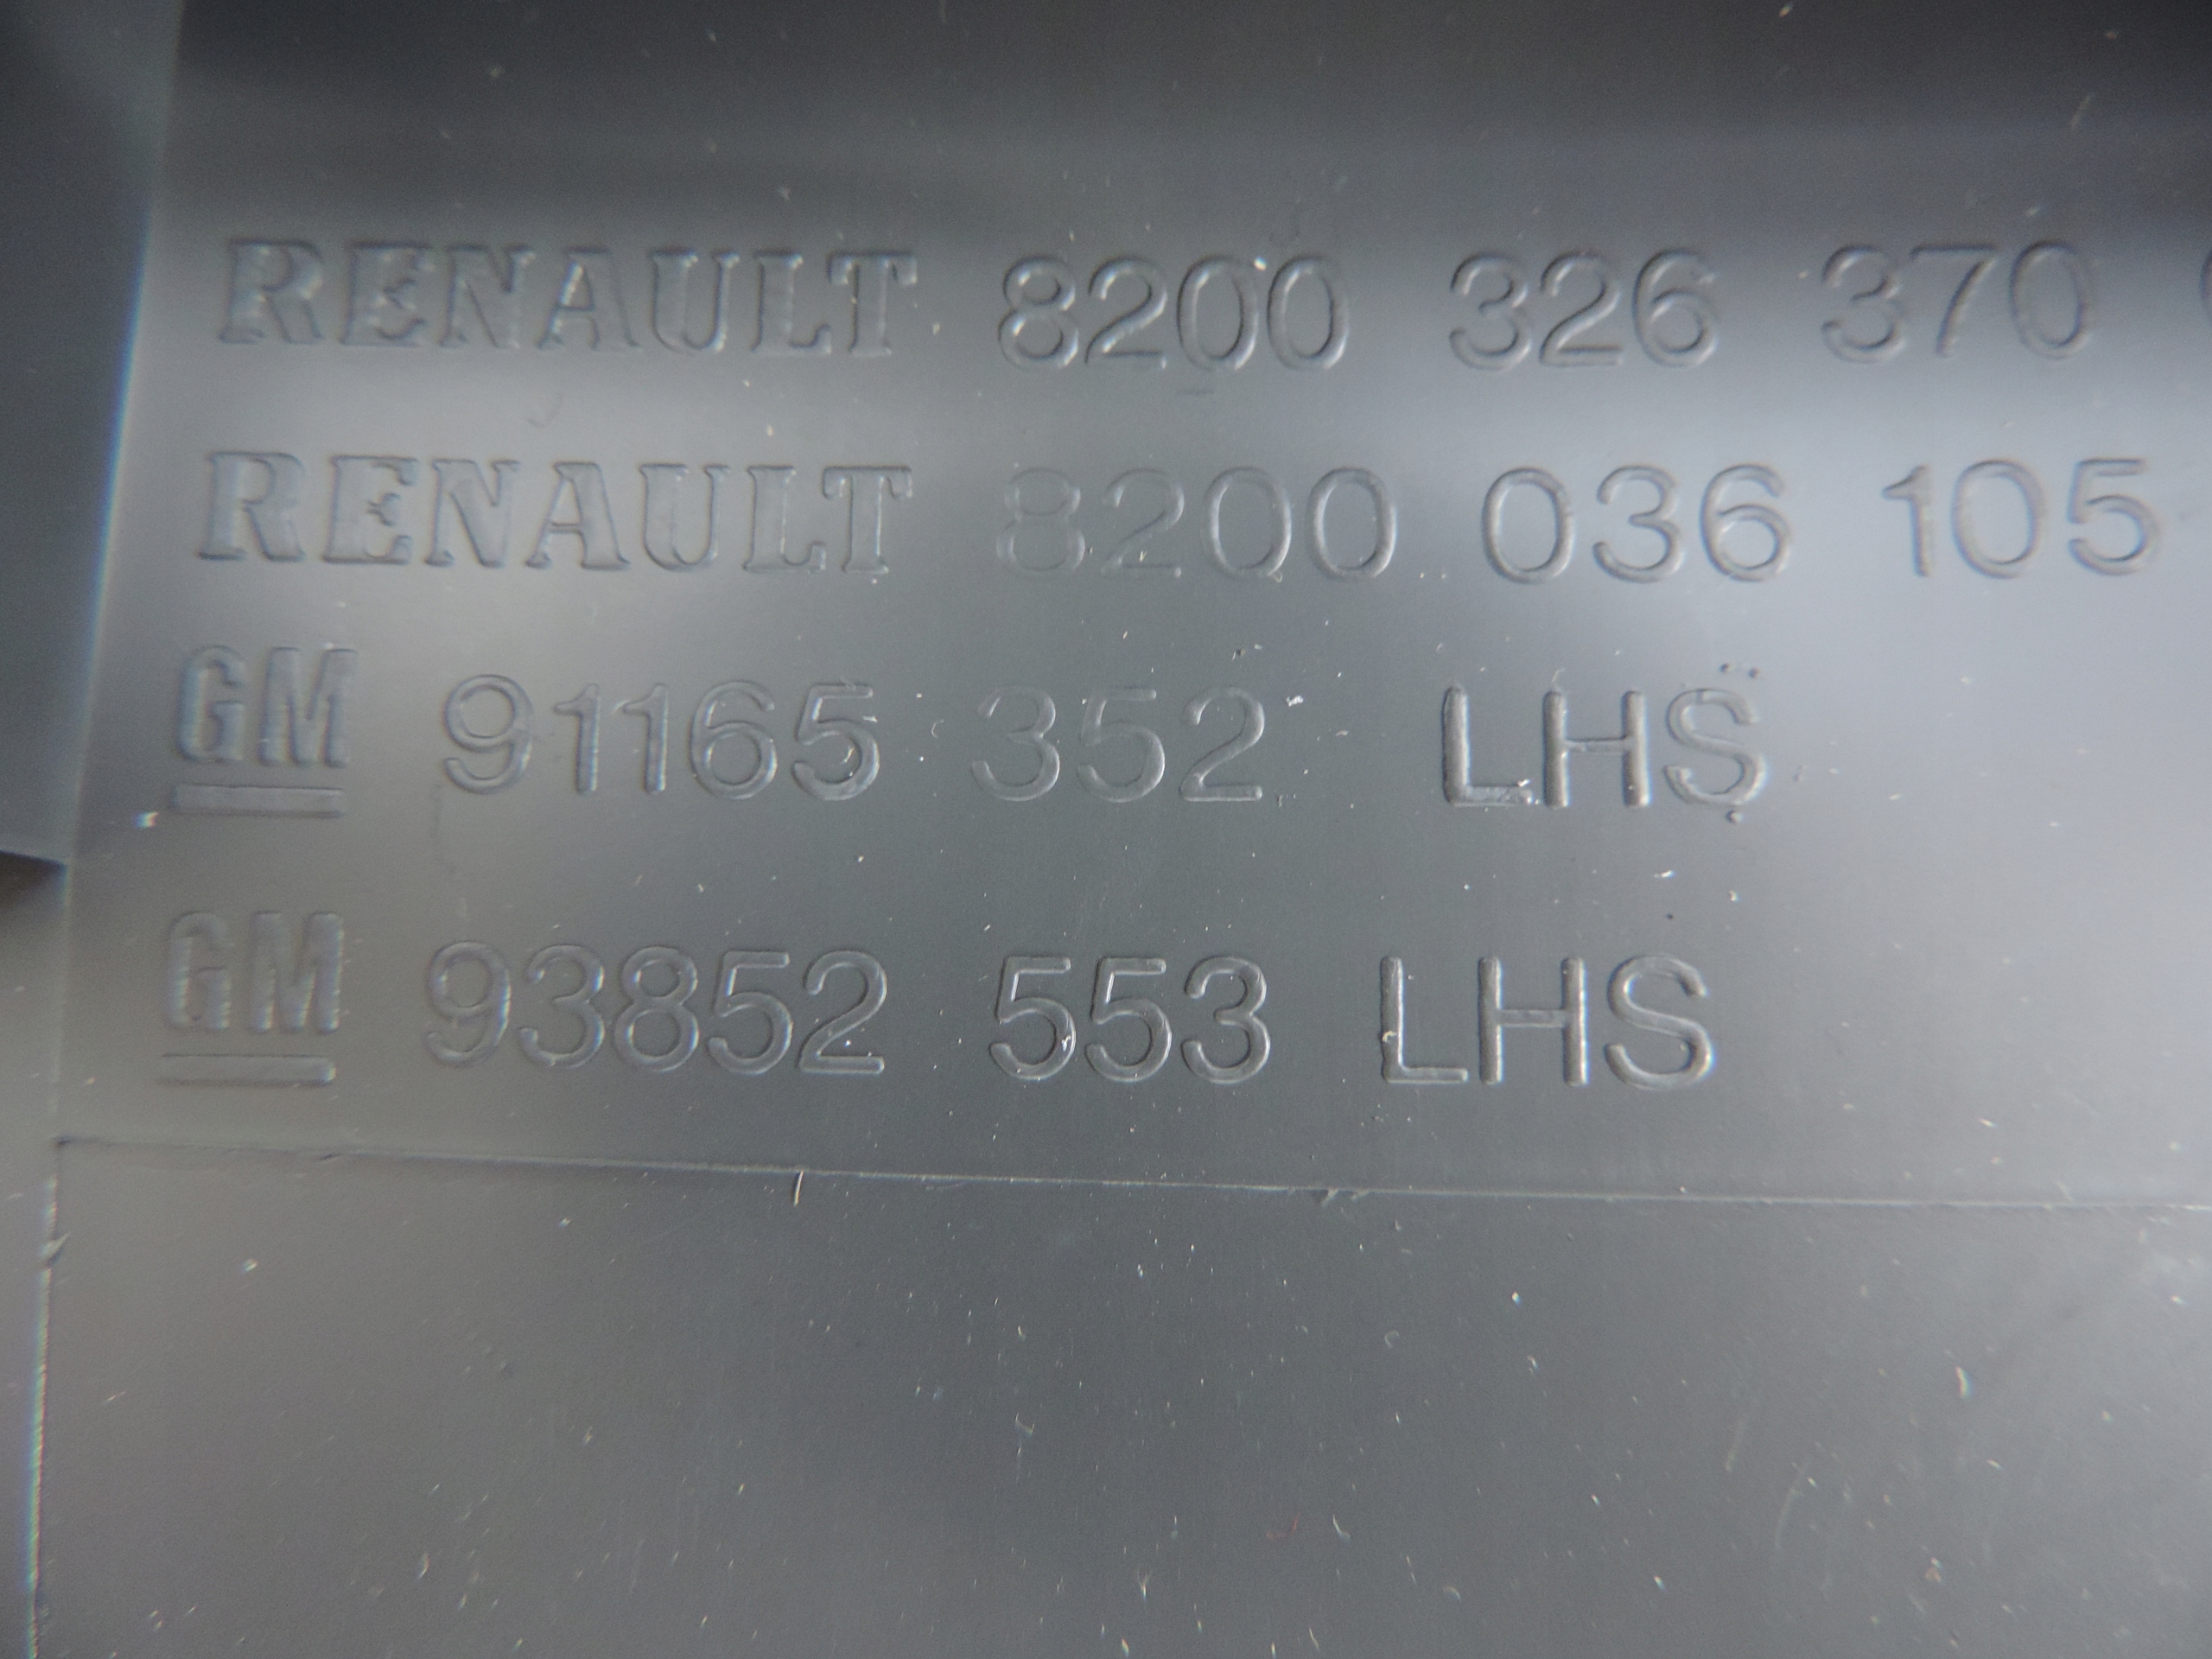 RENAULT 8200 326 370
RENAULT 8200 036 105
GM 91165 352 LHS
GM 93852 553 LHS